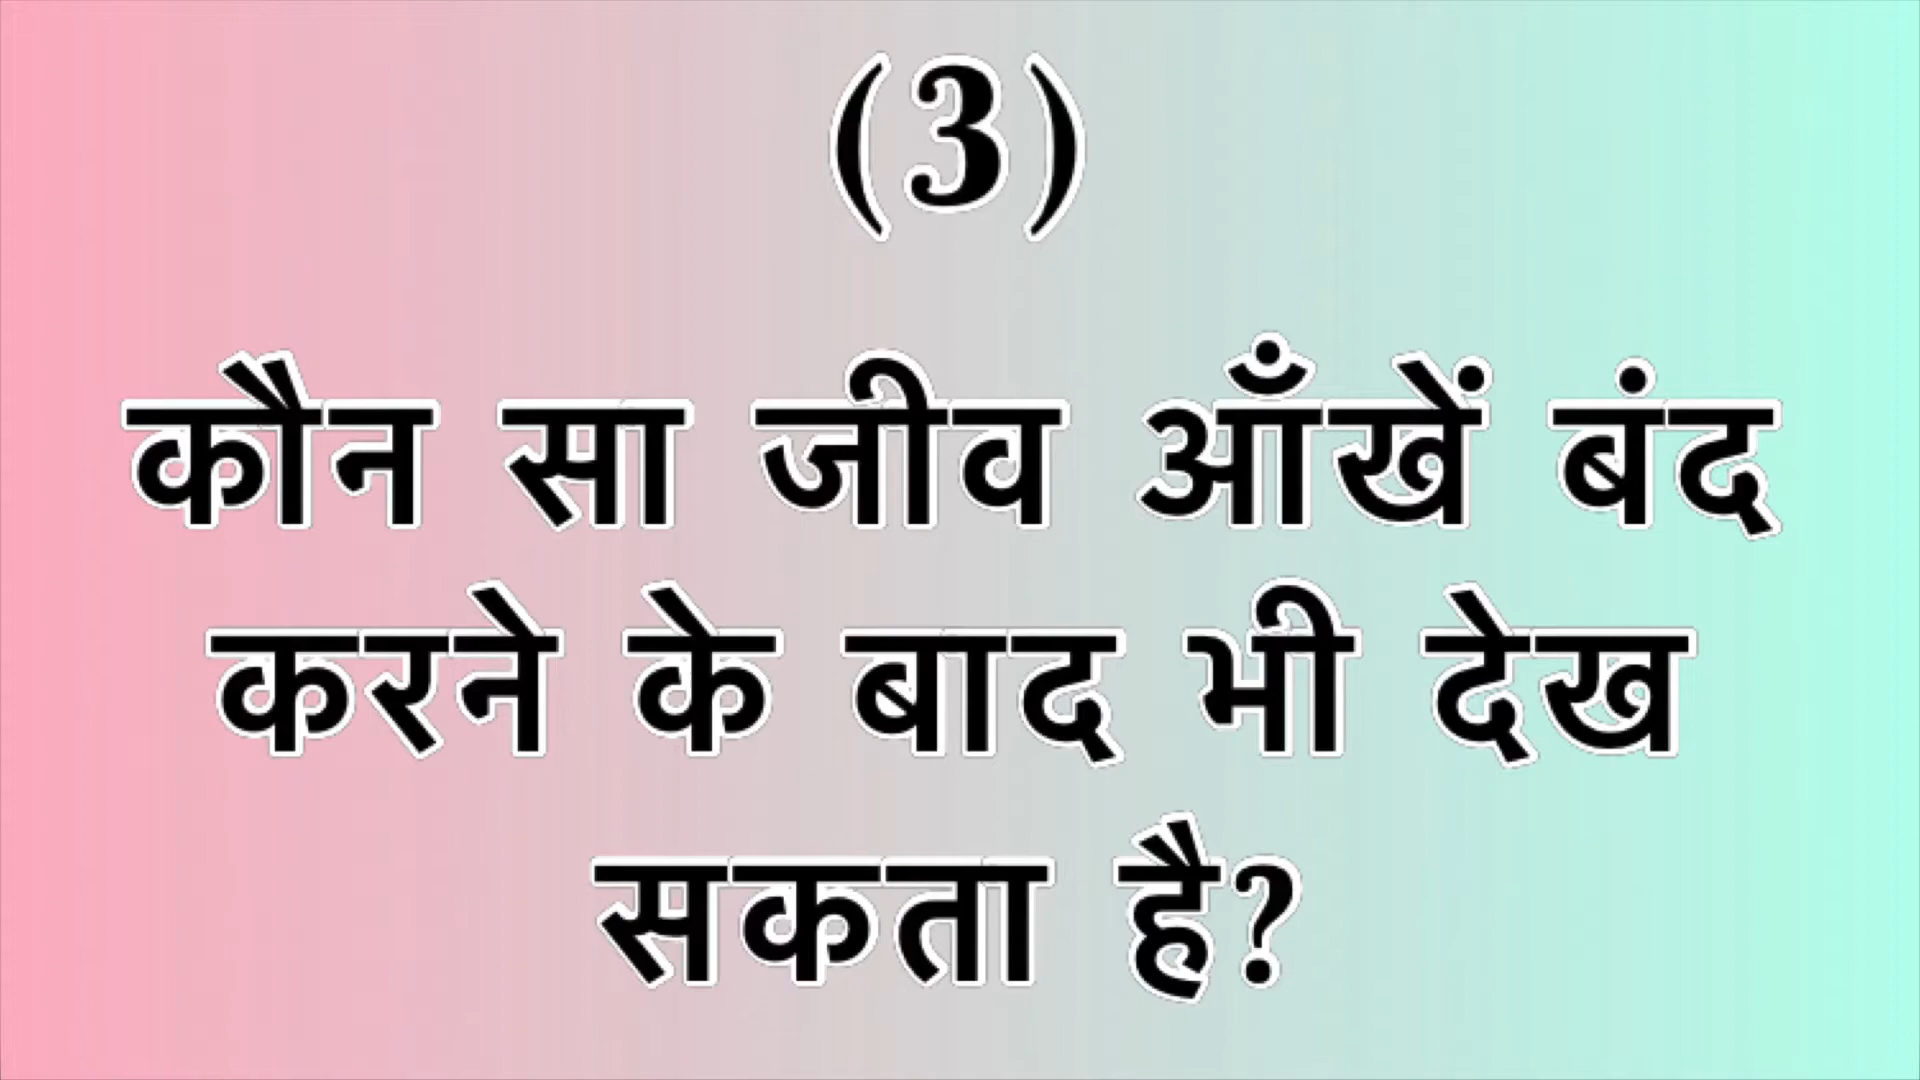 (3)
कौन सा जीव आँखें बंद
करने के बाद भी देख
सकता है?